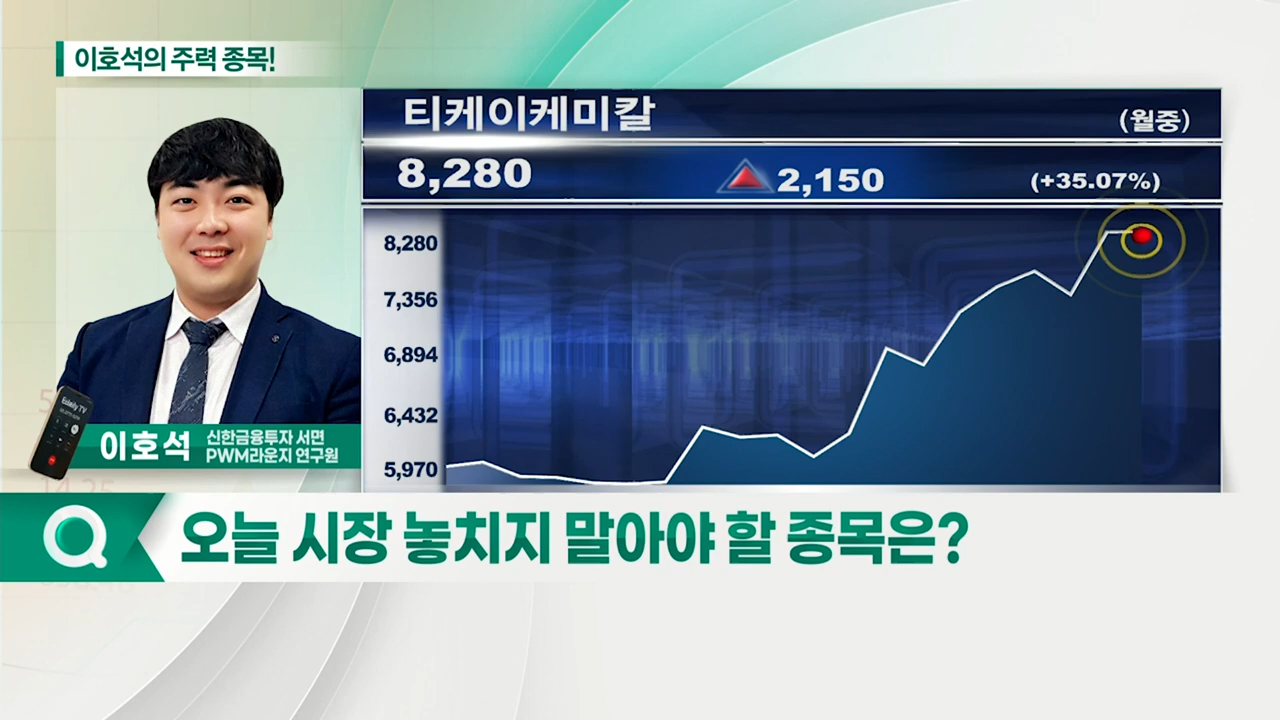 이호석의 주력 종목!
티케이케미칼
(월중)
8,280
2,150
(+35.07%)
8,280
7,356
6,894
6,432
5,970
Edaily TV
이호석
신한금융투자 서면
PWM라운지 연구원
오늘 시장 놓치지 말아야 할 종목은?